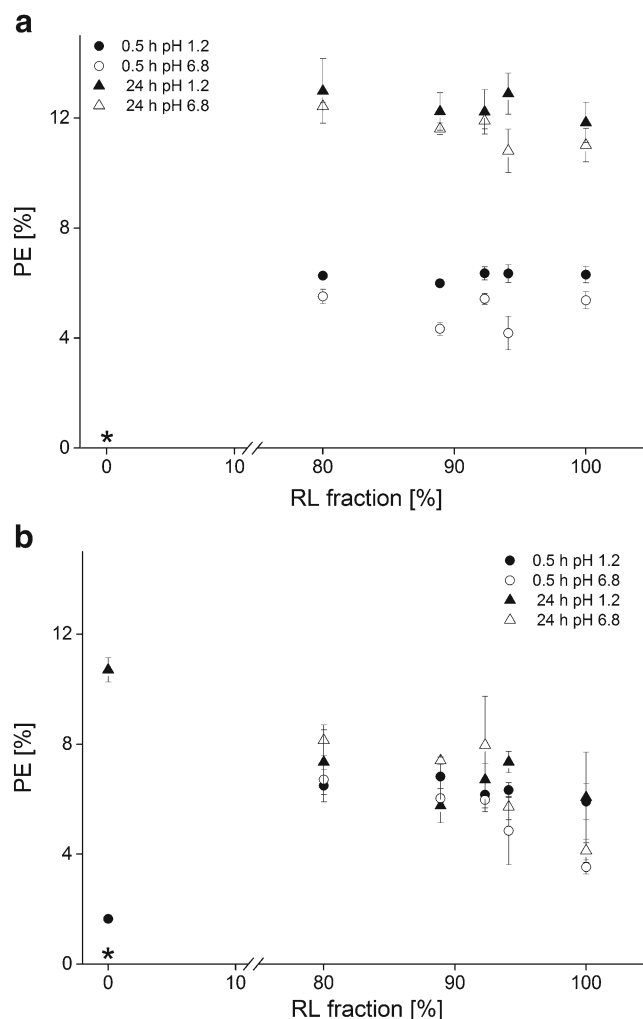 a
● 0.5 h pH 1.2
○ 0.5 h pH 6.8
▲ 24 h pH 1.2
△ 24 h pH 6.8
12
8
4
0
PE [%]
*
0 10 80 90 100
RL fraction [%]
b
● 0.5 h pH 1.2
○ 0.5 h pH 6.8
▲ 24 h pH 1.2
△ 24 h pH 6.8
12
8
4
0
PE [%]
*
0 10 80 90 100
RL fraction [%]